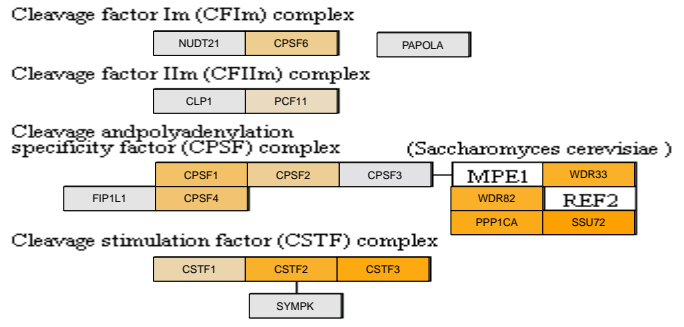 Cleavage factor Im (CFIm) complex
NUDT21 CPSF6 PAPOLA
Cleavage factor IIm (CFIIm) complex
CLP1 PCF11
Cleavage andpolyadenylation
specificity factor (CPSF) complex (Saccharomyces cerevisiae )
CPSF1 CPSF2 CPSF3 MPE1 WDR33
FIP1L1 CPSF4 WDR82 REF2
PPP1CA SSU72
Cleavage stimulation factor (CSTF) complex
CSTF1 CSTF2 CSTF3
SYMPK